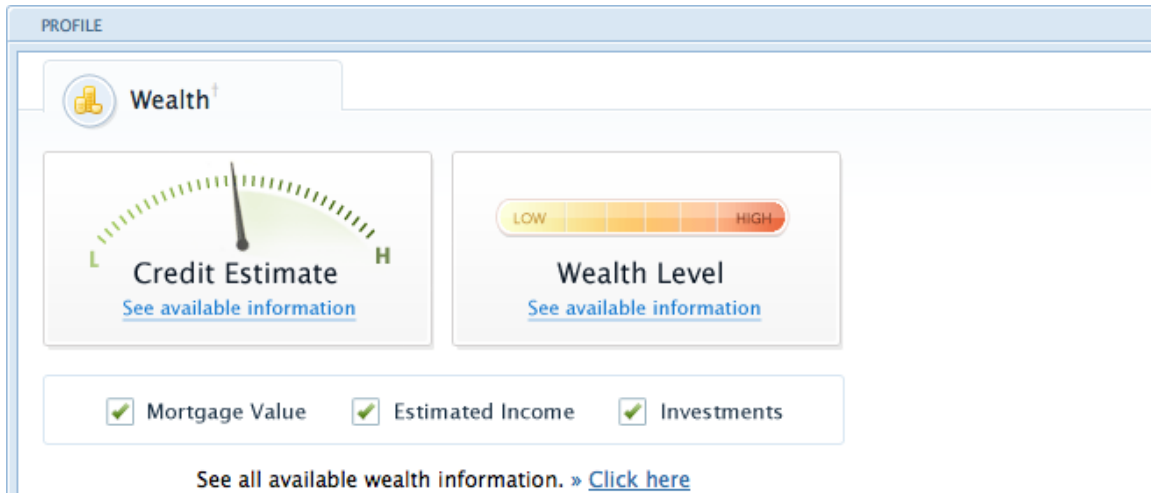 PROFILE
Wealth†
L
H
Credit Estimate
See available information
LOW
HIGH
Wealth Level
See available information
Mortgage Value
Estimated Income
Investments
See all available wealth information. » Click here